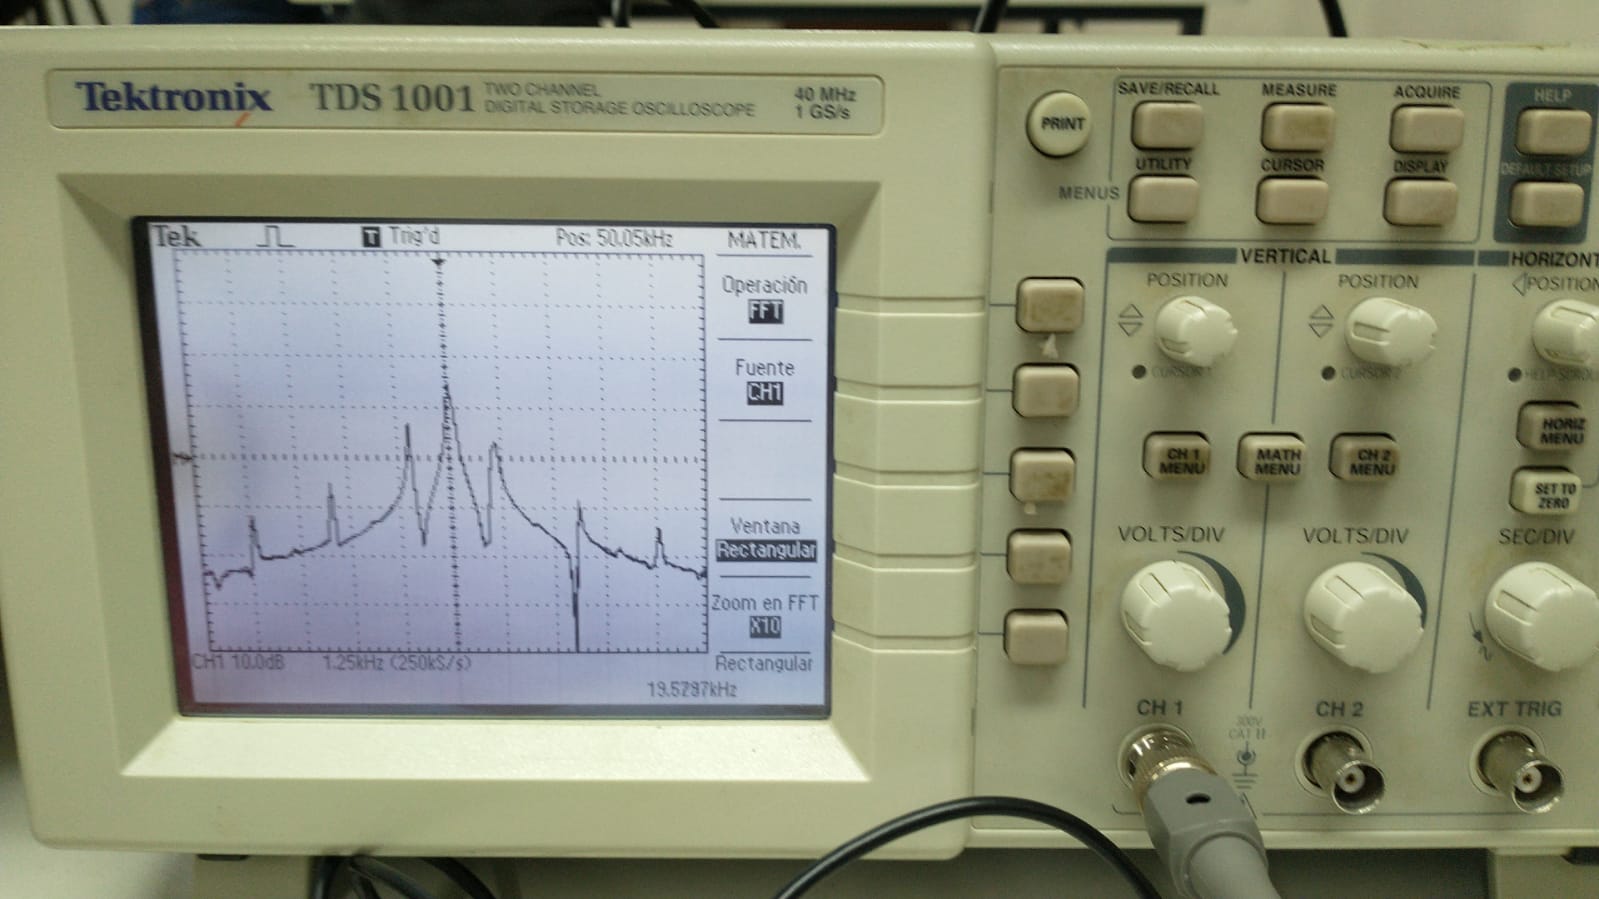 Tektronix TDS 1001 TWO CHANNEL
DIGITAL STORAGE OSCILLOSCOPE
40 MHz
1 GS/s
Tek T Trig'd Pos: 50.05kHz MATEM.
Operación
FFT
Fuente
CH1
Ventana
Rectangular
Zoom en FFT
X10
CH1 10.0dB 1.25kHz (250kS/s) Rectangular
19.5797kHz
PRINT
SAVE/RECALL MEASURE ACQUIRE HELP
UTILITY CURSOR DISPLAY DEFAULT SETUP
MENUS
VERTICAL HORIZONT
POSITION POSITION POSITION
CURSOR 1 CURSOR 2 HELP SCROLL
CH 1
MENU
MATH
MENU
CH 2
MENU
HORIZ
MENU
SET TO
ZERO
VOLTS/DIV VOLTS/DIV SEC/DIV
CH 1 CH 2 EXT TRIG
300V
CAT II